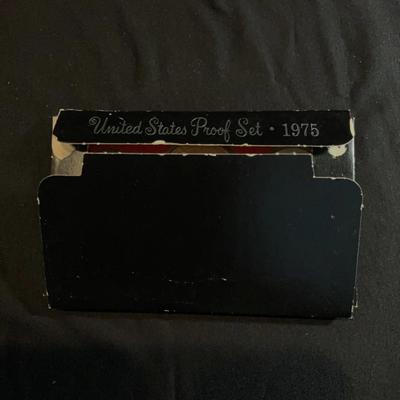 United States Proof Set • 1975